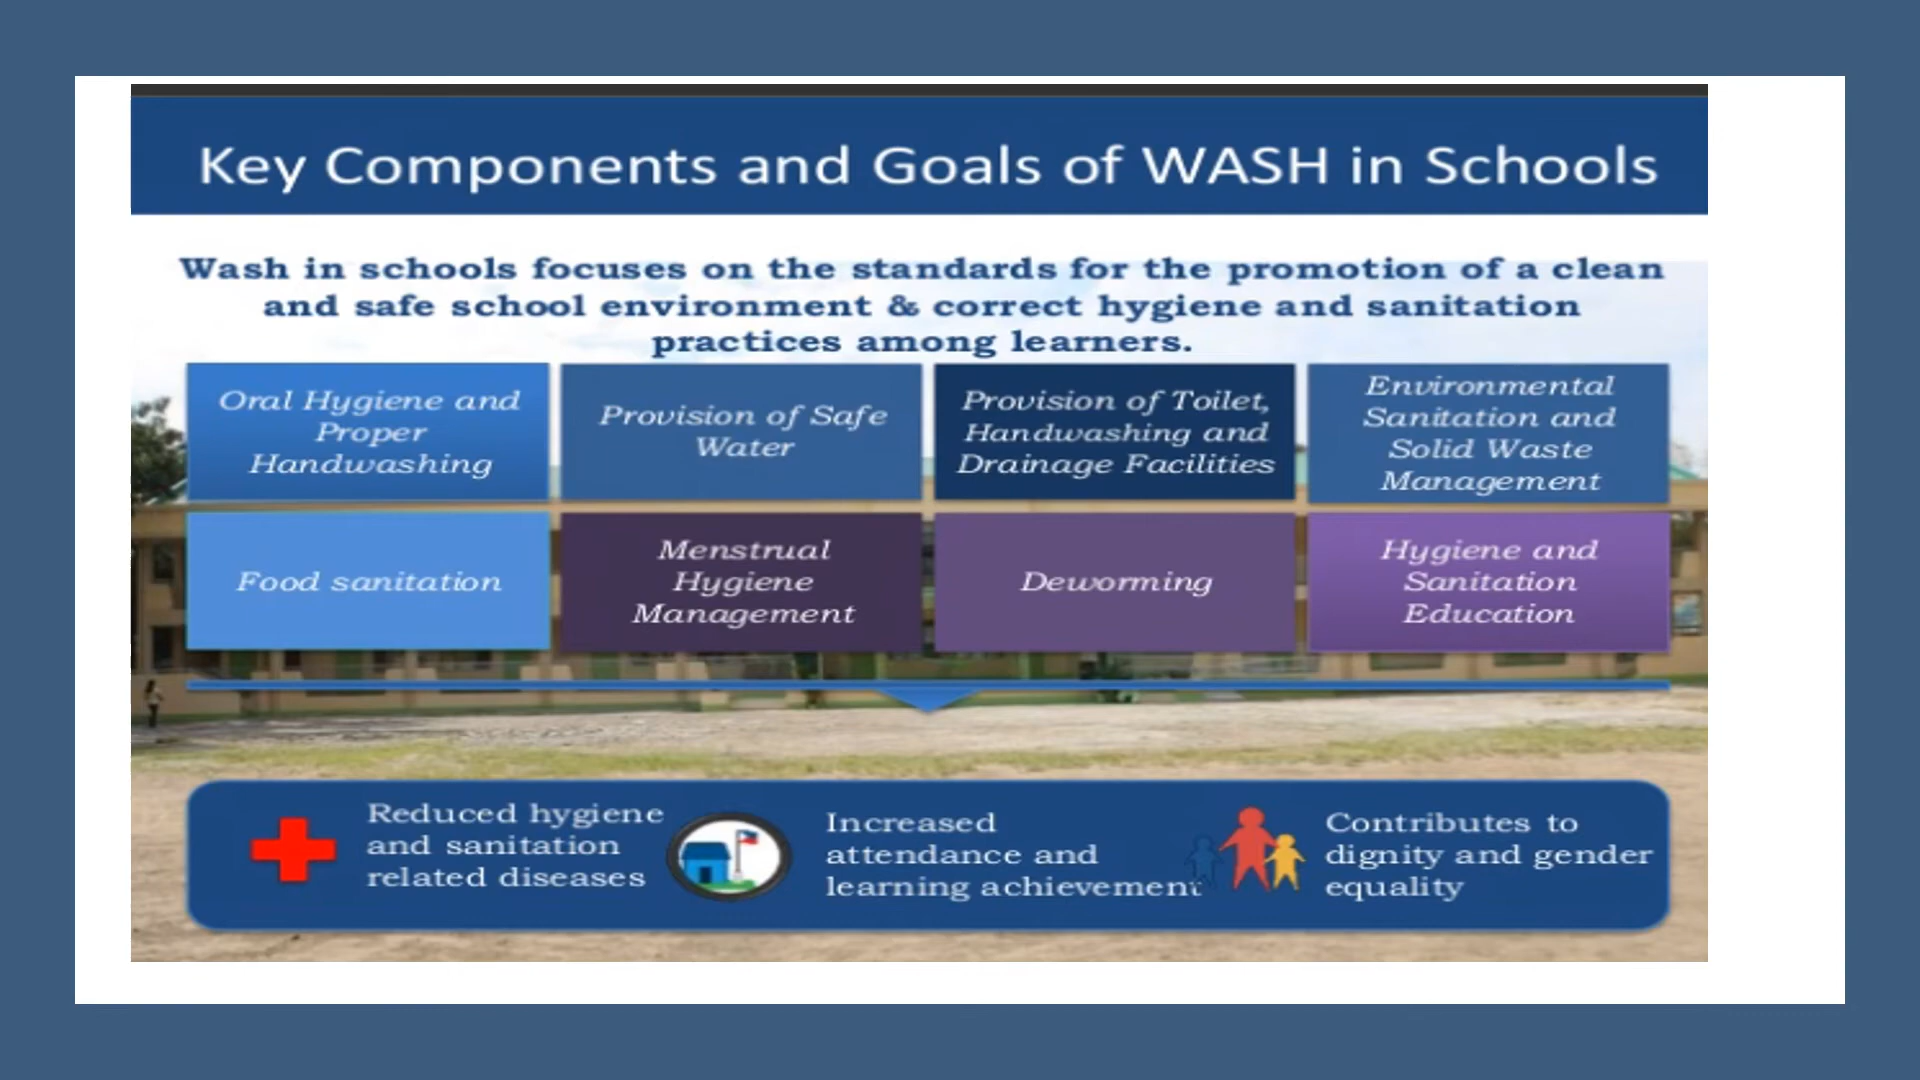 Key Components and Goals of WASH in Schools
Wash in schools focuses on the standards for the promotion of a clean
and safe school environment & correct hygiene and sanitation
practices among learners.
Oral Hygiene and
Proper
Handwashing
Provision of Safe
Water
Provision of Toilet,
Handwashing and
Drainage Facilities
Environmental
Sanitation and
Solid Waste
Management
Food sanitation
Menstrual
Hygiene
Management
Deworming
Hygiene and
Sanitation
Education
Reduced hygiene
and sanitation
related diseases
Increased
attendance and
learning achievement
Contributes to
dignity and gender
equality